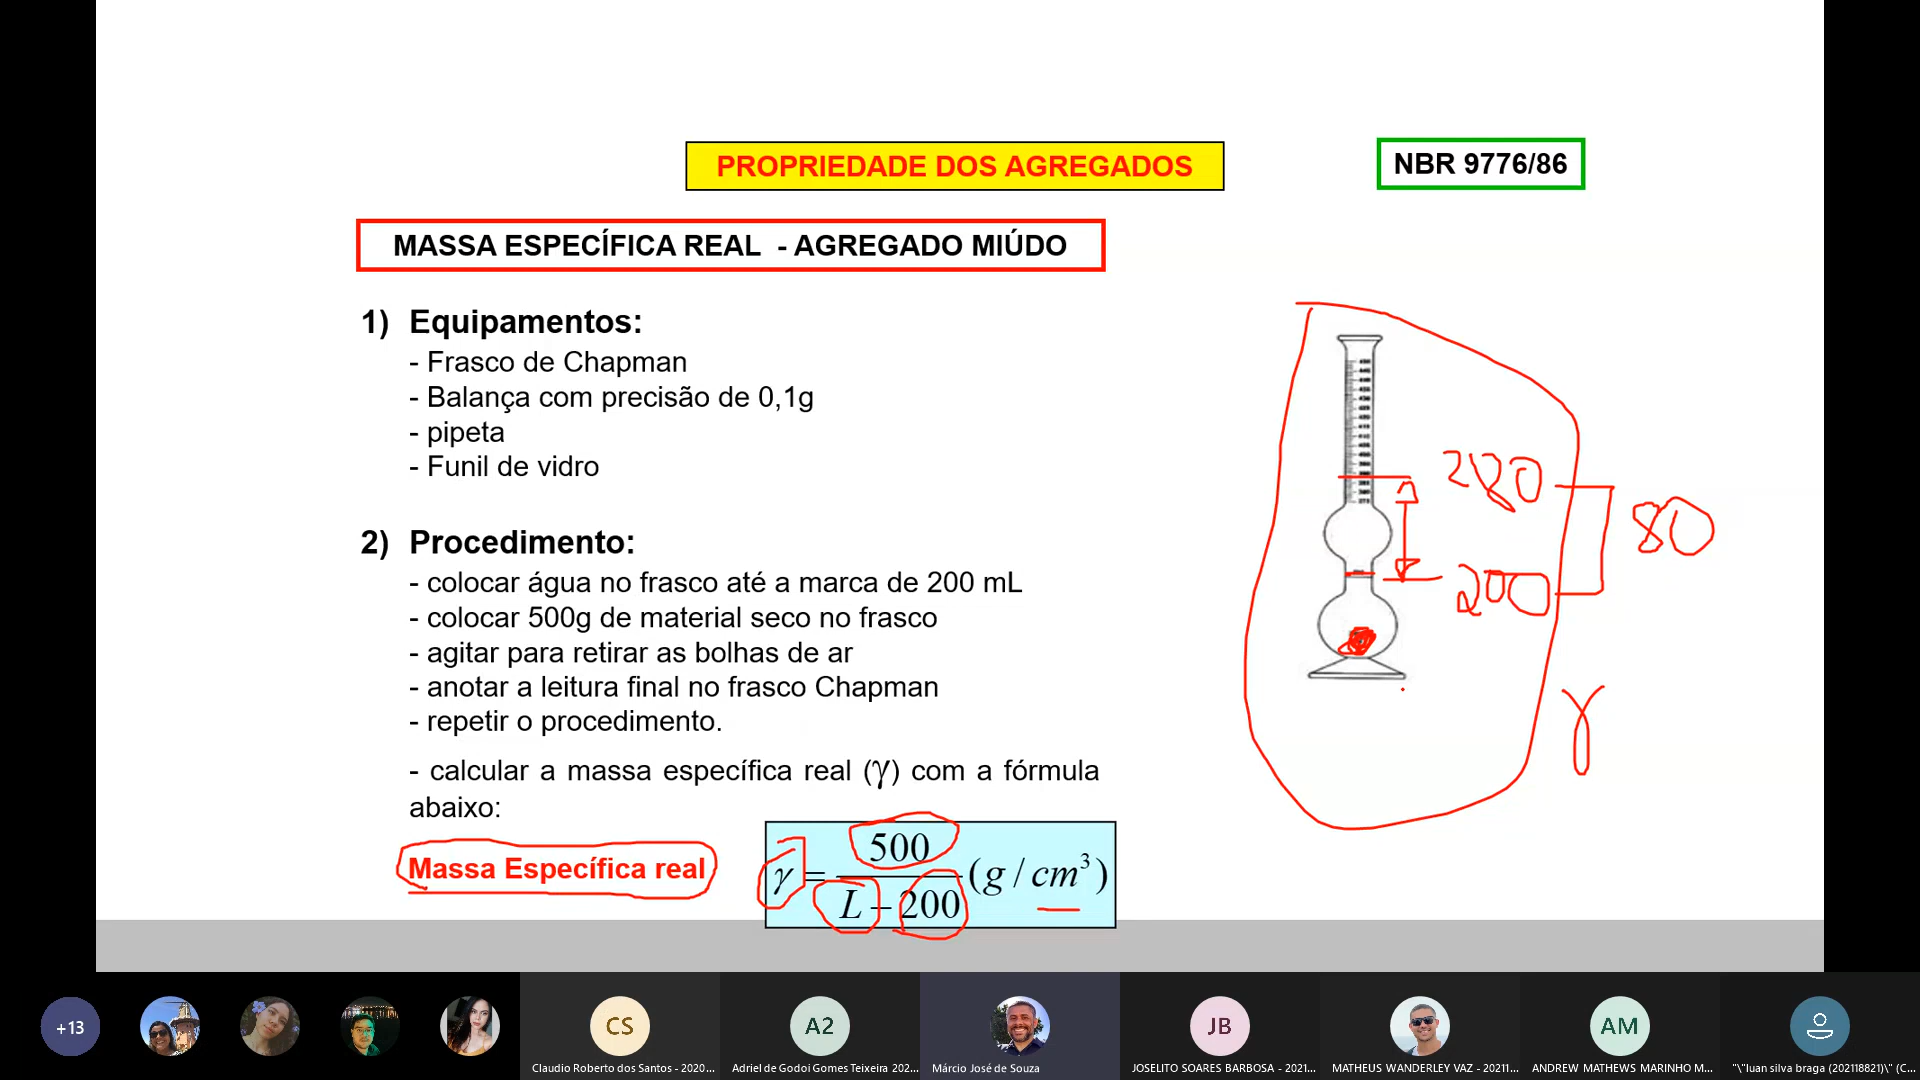 PROPRIEDADE DOS AGREGADOS
NBR 9776/86
MASSA ESPECÍFICA REAL - AGREGADO MIÚDO
1) Equipamentos:
- Frasco de Chapman
- Balança com precisão de 0,1g
- pipeta
- Funil de vidro
2) Procedimento:
- colocar água no frasco até a marca de 200 mL
- colocar 500g de material seco no frasco
- agitar para retirar as bolhas de ar
- anotar a leitura final no frasco Chapman
- repetir o procedimento.
- calcular a massa específica real (γ) com a fórmula
abaixo:
Massa Específica real
γ = 500 / (L – 200) (g / cm³)
280
80
200
γ
+13
CS
A2
JB
AM
Claudio Roberto dos Santos - 2020...
Adriel de Godoi Gomes Teixeira 202...
Márcio José de Souza
JOSELITO SOARES BARBOSA - 2021...
MATHEUS WANDERLEY VAZ - 20211...
ANDREW MATHEWS MARINHO M...
"\"luan silva braga (202118821)\" (C...